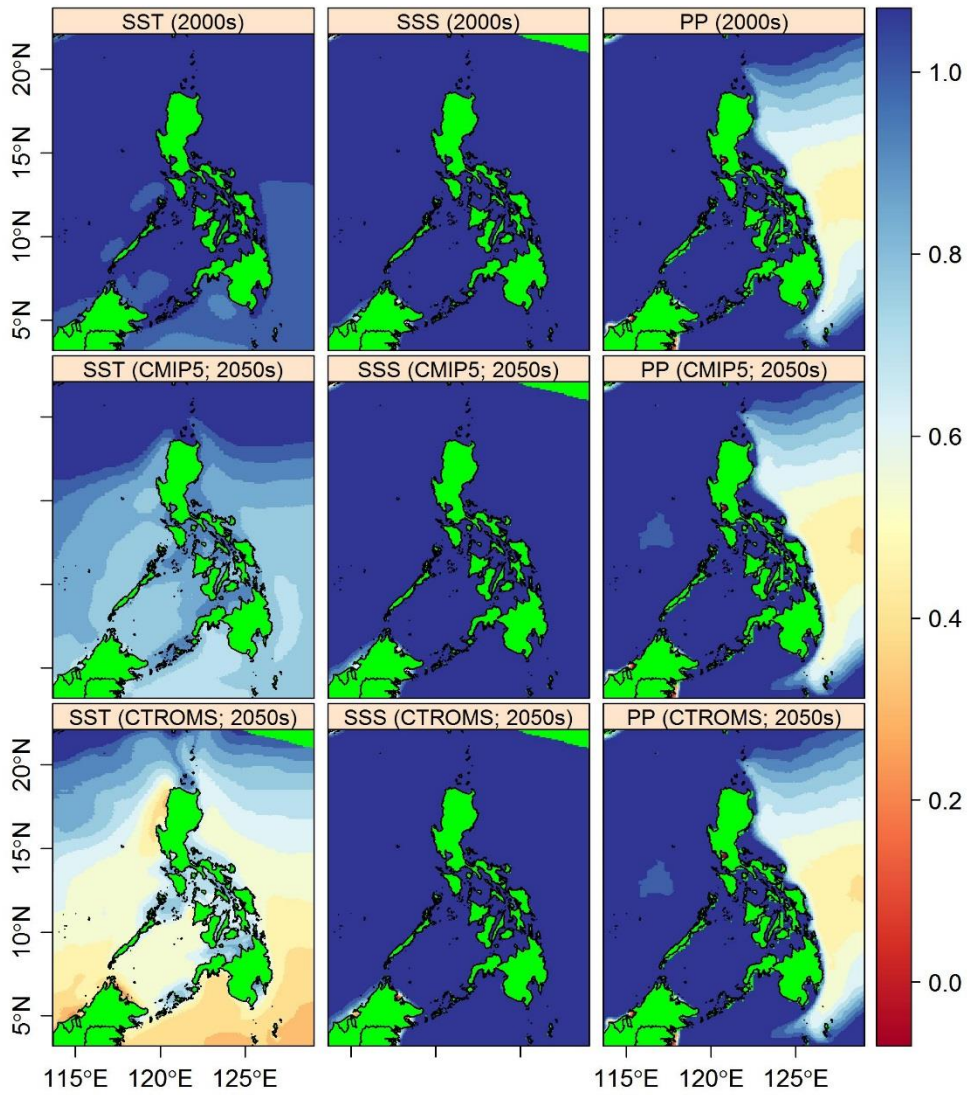 SST (2000s) SSS (2000s) PP (2000s)
20°N
15°N
10°N
5°N
SST (CMIP5; 2050s) SSS (CMIP5; 2050s) PP (CMIP5; 2050s)
SST (CTROMS; 2050s) SSS (CTROMS; 2050s) PP (CTROMS; 2050s)
20°N
15°N
10°N
5°N
115°E 120°E 125°E 115°E 120°E 125°E
1.0
0.8
0.6
0.4
0.2
0.0